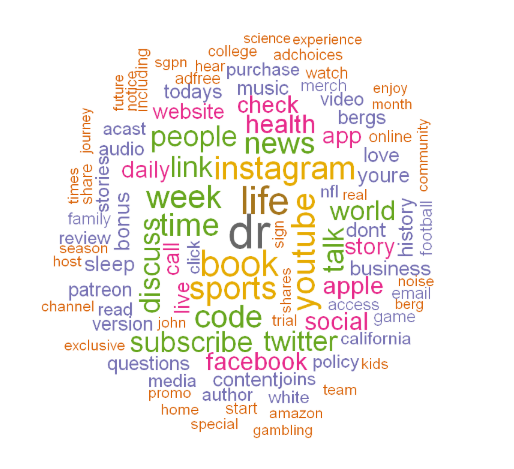 science experience
college adchoices
sgpn hear
including
adfree purchase watch
future
notice
todays music merch enjoy
video month
website check
acast health app bergs
people news online
journey
audio love
community
daily link instagram youre
times
share
stories
week life nfl real
family bonus time dr world history
football
sign
review discuss talk dont
season call click story
host sleep book youtube business
patreon live sports shares apple access noise
email
channel read code trial social game berg
version john
exclusive subscribe twitter california
questions facebook policy kids
media content joins team
promo author white
home start amazon
special gambling